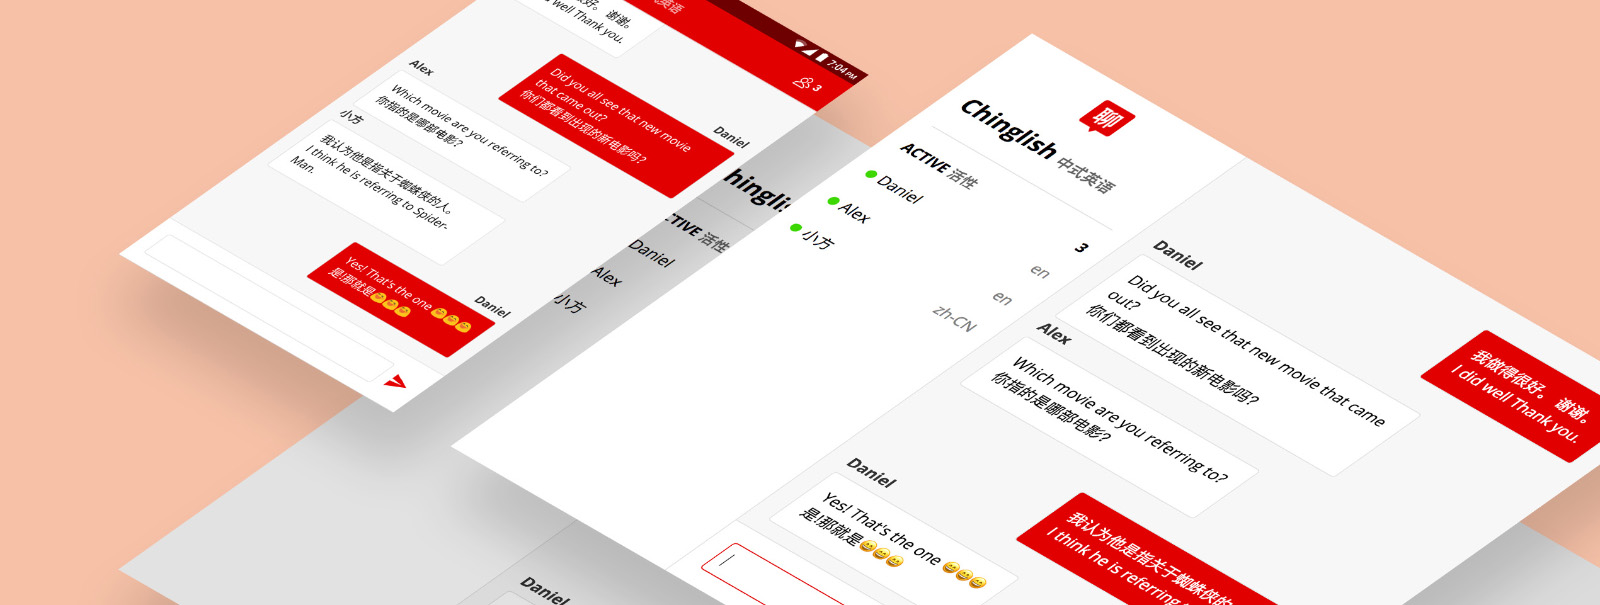 好。 谢谢。
well Thank you.
式英语
7:04 PM
3
Alex
Which movie are you referring to?
你指的是哪部电影?
小方
我认为他是指关于蜘蛛侠的人。
I think he is referring to Spider-
Man.
Daniel
Did you all see that new movie
that came out?
你们都看到出现的新电影吗?
Daniel
Yes! That's the one 😄😄😄
是!那就是😄😄😄
hinglis
CTIVE 活性
Daniel
Alex
小方
聊
Chinglish 中式英语
ACTIVE 活性
3
Daniel
en
Alex
en
小方
zh-CN
Daniel
Did you all see that new movie that came
out?
你们都看到出现的新电影吗?
我做得很好。 谢谢。
I did well Thank you.
Alex
Which movie are you referring to?
你指的是哪部电影?
我认为他是指关于蜘蛛侠的
I think he is referring
Daniel
Yes! That's the one 😄😄😄
是!那就是😄😄😄
Daniel